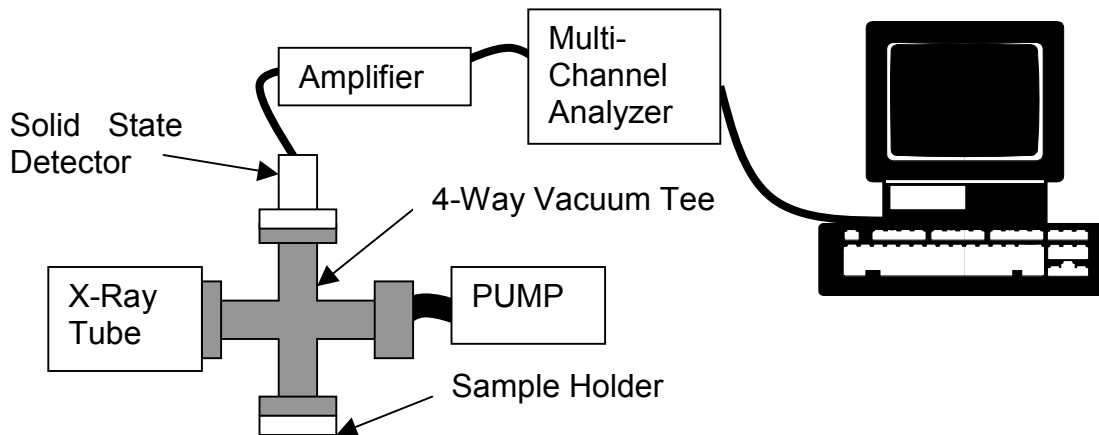 Multi-
Channel
Analyzer
Amplifier
Solid State
Detector
4-Way Vacuum Tee
X-Ray
Tube
PUMP
Sample Holder